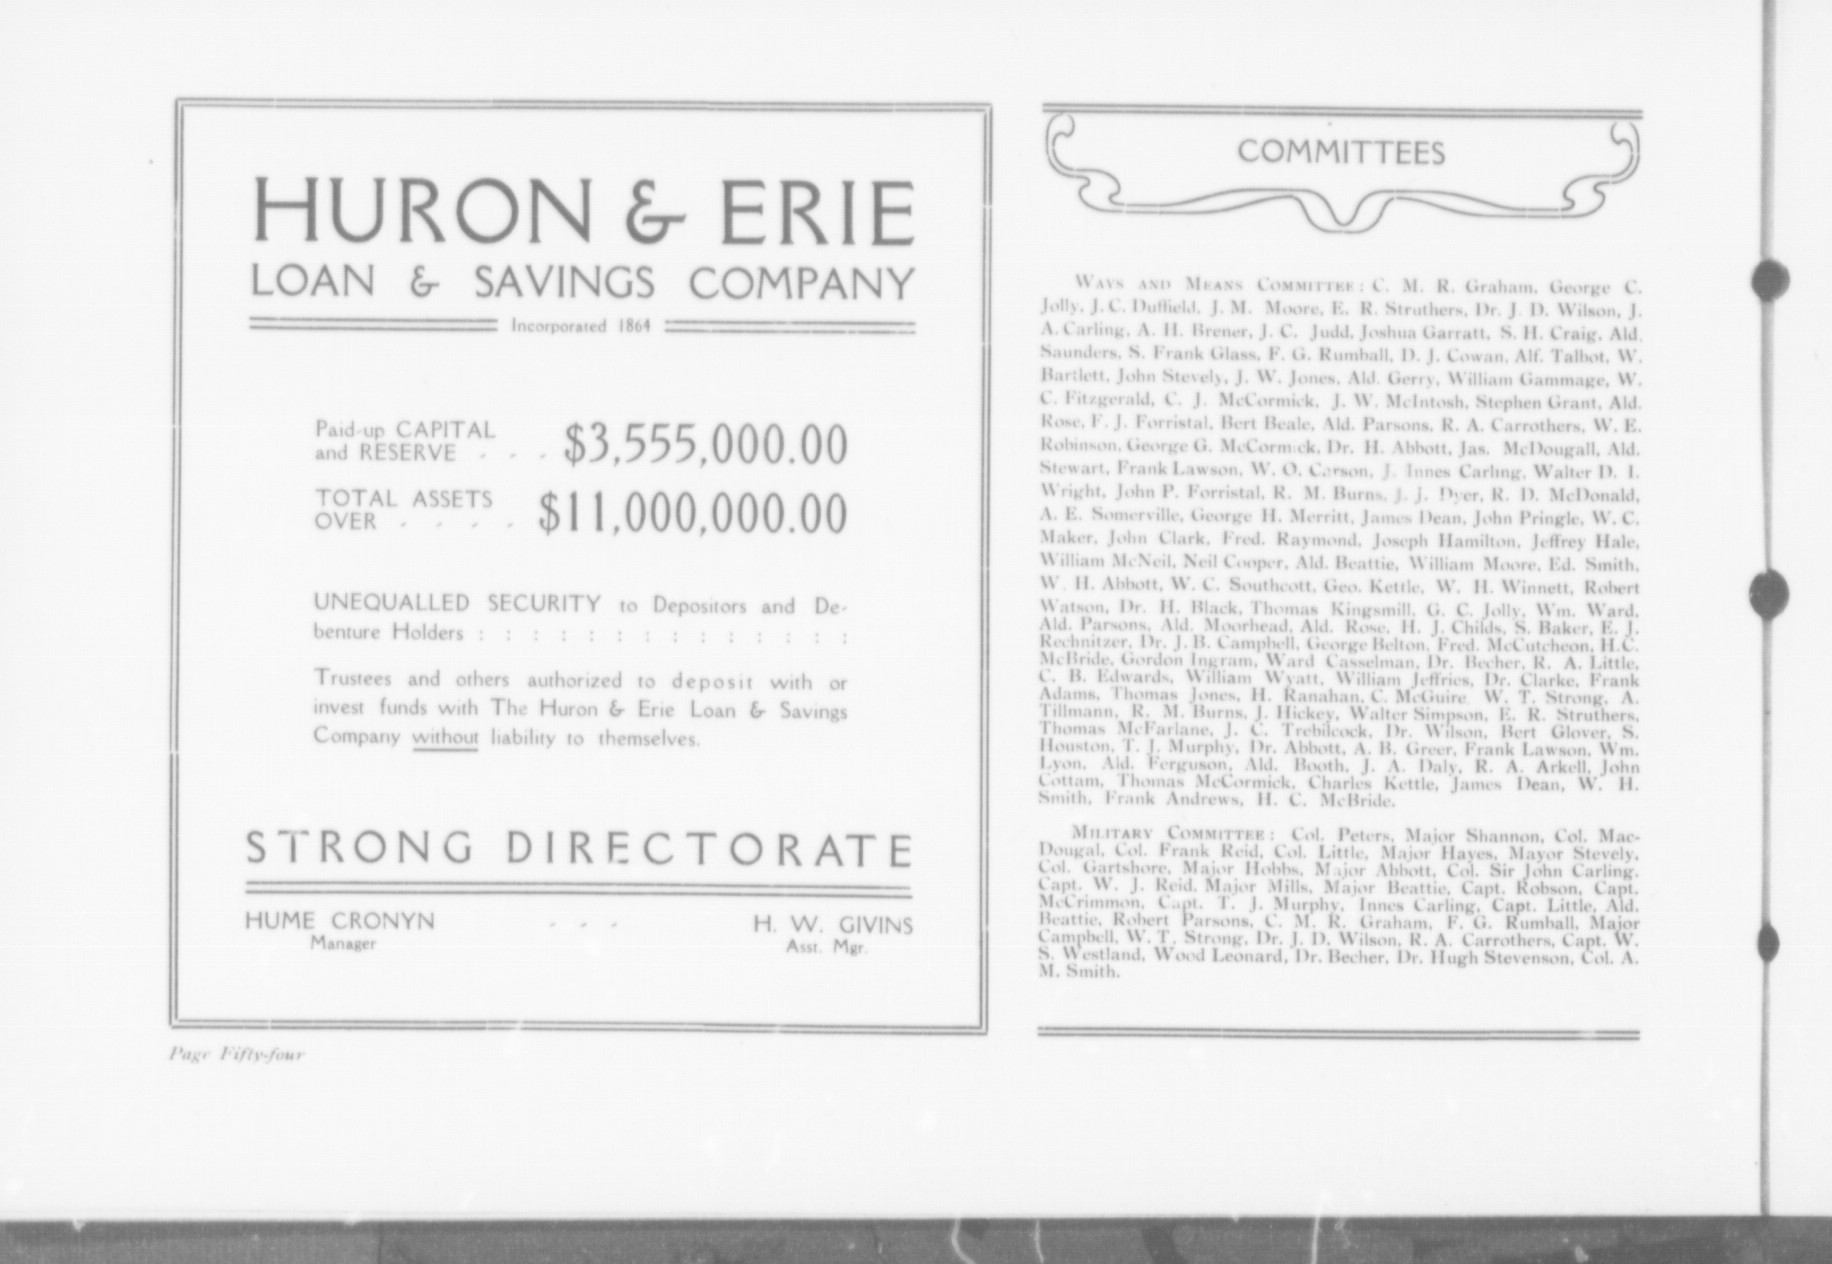 HURON & ERIE
LOAN & SAVINGS COMPANY
Incorporated 1864
Paid-up CAPITAL
and RESERVE - - - $3,555,000.00
TOTAL ASSETS
OVER - - - - $11,000,000.00
UNEQUALLED SECURITY to Depositors and De-
benture Holders : : : : : : : : : : : : : :
Trustees and others authorized to deposit with or
invest funds with The Huron & Erie Loan & Savings
Company without liability to themselves.
STRONG DIRECTORATE
HUME CRONYN - - - H. W. GIVINS
Manager Asst. Mgr.
Page Fifty-four
COMMITTEES
WAYS AND MEANS COMMITTEE: C. M. R. Graham, George C.
Jolly, J. C. Duffield, J. M. Moore, E. R. Struthers, Dr. J. D. Wilson, J.
A. Carling, A. H. Brener, J. C. Judd, Joshua Garratt, S. H. Craig, Ald.
Saunders, S. Frank Glass, F. G. Rumball, D. J. Cowan, Alf. Talbot, W.
Bartlett, John Stevely, J. W. Jones, Ald. Gerry, William Gammage, W.
C. Fitzgerald, C. J. McCormick, J. W. McIntosh, Stephen Grant, Ald.
Rose, F. J. Forristal, Bert Beale, Ald. Parsons, R. A. Carrothers, W. E.
Robinson, George G. McCormick, Dr. H. Abbott, Jas. McDougall, Ald.
Stewart, Frank Lawson, W. O. Carson, J. Innes Carling, Walter D. I.
Wright, John P. Forristal, R. M. Burns, J. J. Dyer, R. D. McDonald,
A. E. Somerville, George H. Merritt, James Dean, John Pringle, W. C.
Maker, John Clark, Fred. Raymond, Joseph Hamilton, Jeffrey Hale,
William McNeil, Neil Cooper, Ald. Beattie, William Moore, Ed. Smith,
W. H. Abbott, W. C. Southcott, Geo. Kettle, W. H. Winnett, Robert
Watson, Dr. H. Black, Thomas Kingsmill, G. C. Jolly, Wm. Ward,
Ald. Parsons, Ald. Moorhead, Ald. Rose, H. J. Childs, S. Baker, E. J.
Rechnitzer, Dr. J. B. Campbell, George Belton, Fred. McCutcheon, H. C.
McBride, Gordon Ingram, Ward Casselman, Dr. Becher, R. A. Little,
C. B. Edwards, William Wyatt, William Jeffries, Dr. Clarke, Frank
Adams, Thomas Jones, H. Ranahan, C. McGuire W. T. Strong, A.
Tillmann, R. M. Burns, J. Hickey, Walter Simpson, E. R. Struthers,
Thomas McFarlane, J. C. Trebilcock, Dr. Wilson, Bert Glover, S.
Houston, T. J. Murphy, Dr. Abbott, A. B. Greer, Frank Lawson, Wm.
Lyon, Ald. Ferguson, Ald. Booth, J. A. Daly, R. A. Arkell, John
Cottam, Thomas McCormick, Charles Kettle, James Dean, W. H.
Smith, Frank Andrews, H. C. McBride.
MILITARY COMMITTEE: Col. Peters, Major Shannon, Col. Mac-
Dougal, Col. Frank Reid, Col. Little, Major Hayes, Mayor Stevely,
Col. Gartshore, Major Hobbs, Major Abbott, Col. Sir John Carling,
Capt. W. J. Reid, Major Mills, Major Beattie, Capt. Robson, Capt.
McCrimmon, Capt. T. J. Murphy, Innes Carling, Capt. Little, Ald.
Beattie, Robert Parsons, C. M. R. Graham, F. G. Rumball, Major
Campbell, W. T. Strong, Dr. J. D. Wilson, R. A. Carrothers, Capt. W.
S. Westland, Wood Leonard, Dr. Becher, Dr. Hugh Stevenson, Col. A.
M. Smith.